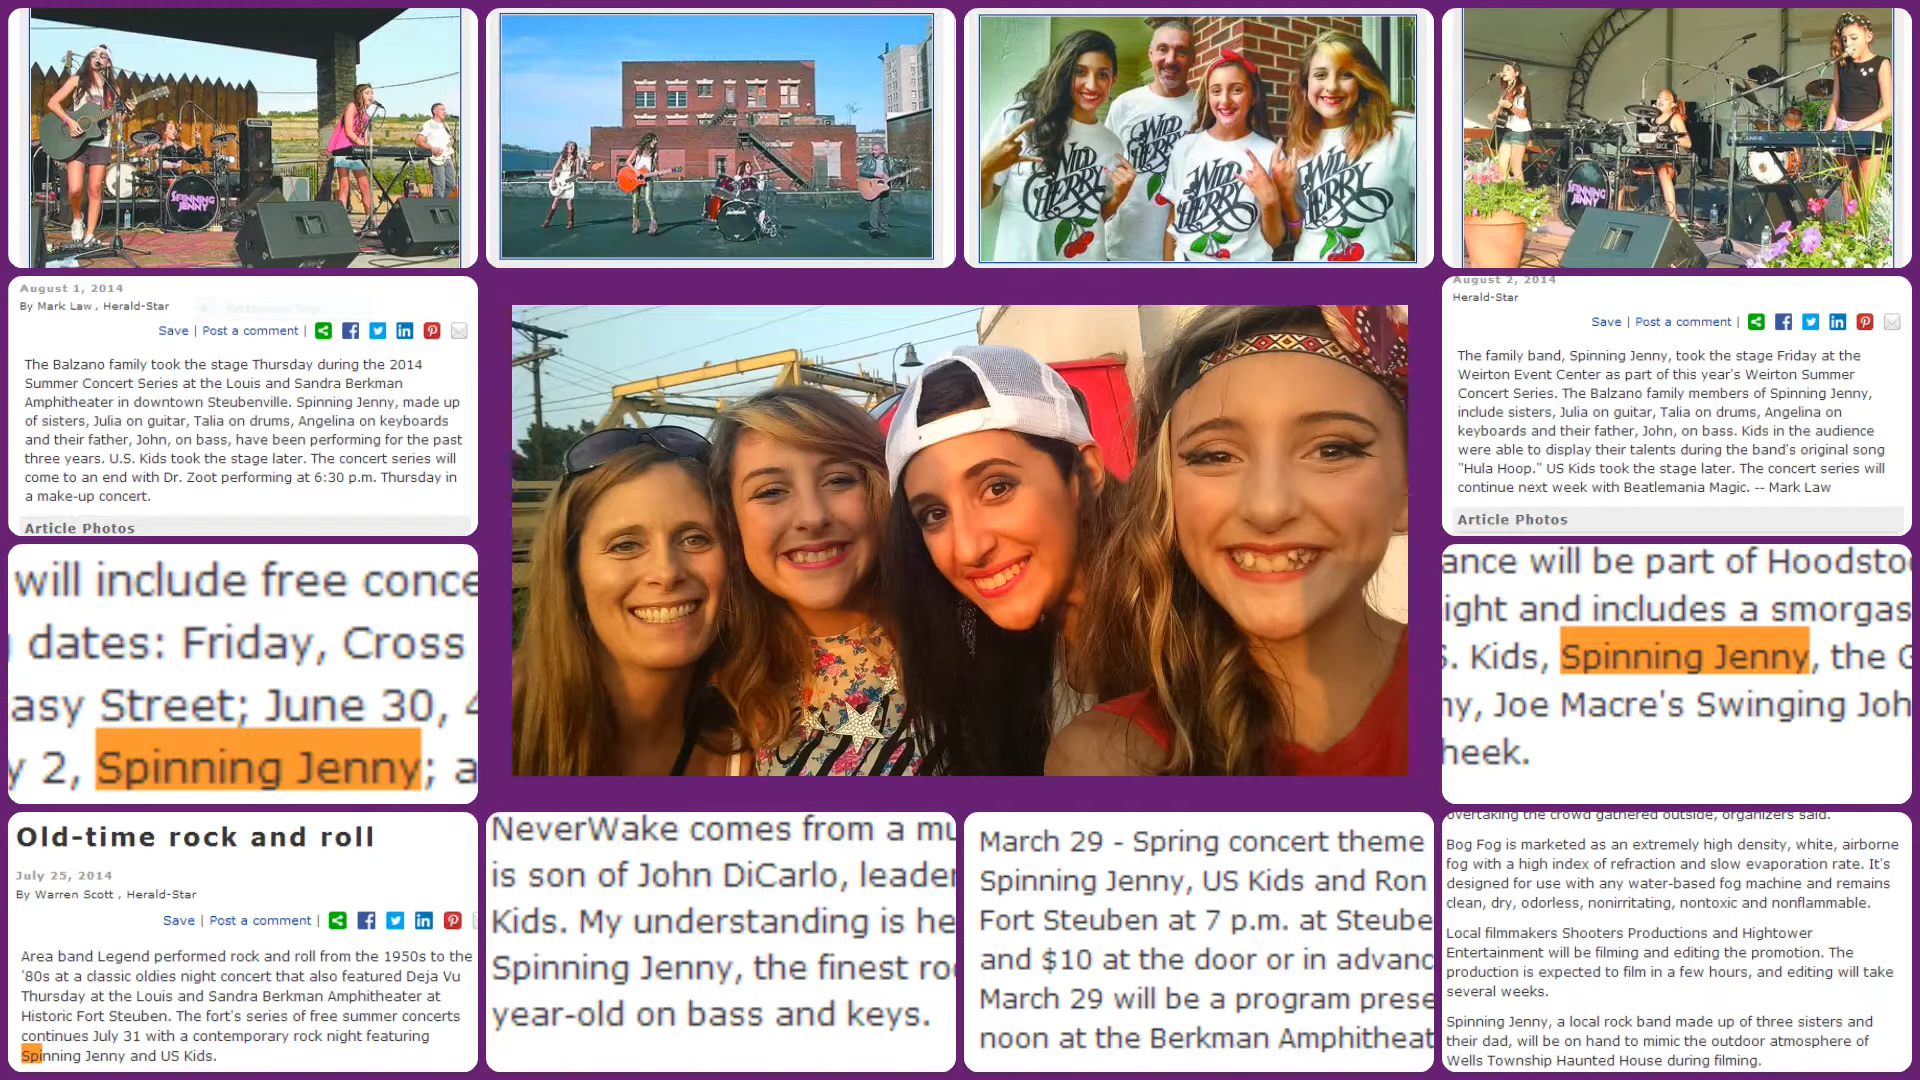 SPINNING
JENNY
WILD
CHERRY
WILD
CHERRY
WILD
CHERRY
WILD
CHERRY
SPINNING
JENNY
August 1, 2014
By Mark Law , Herald-Star
Save | Post a comment |
The Balzano family took the stage Thursday during the 2014
Summer Concert Series at the Louis and Sandra Berkman
Amphitheater in downtown Steubenville. Spinning Jenny, made up
of sisters, Julia on guitar, Talia on drums, Angelina on keyboards
and their father, John, on bass, have been performing for the past
three years. U.S. Kids took the stage later. The concert series will
come to an end with Dr. Zoot performing at 6:30 p.m. Thursday in
a make-up concert.
Article Photos
August 2, 2014
Herald-Star
Save | Post a comment |
The family band, Spinning Jenny, took the stage Friday at the
Weirton Event Center as part of this year's Weirton Summer
Concert Series. The Balzano family members of Spinning Jenny,
include sisters, Julia on guitar, Talia on drums, Angelina on
keyboards and their father, John, on bass. Kids in the audience
were able to display their talents during the band's original song
"Hula Hoop." US Kids took the stage later. The concert series will
continue next week with Beatlemania Magic. -- Mark Law
Article Photos
will include free conce
dates: Friday, Cross
asy Street; June 30, 4
y 2, Spinning Jenny; a
ance will be part of Hoodsto
ight and includes a smorgas
S. Kids, Spinning Jenny, the
ny, Joe Macre's Swinging Joh
heek.
Old-time rock and roll
July 25, 2014
By Warren Scott , Herald-Star
Save | Post a comment |
Area band Legend performed rock and roll from the 1950s to the
'80s at a classic oldies night concert that also featured Deja Vu
Thursday at the Louis and Sandra Berkman Amphitheater at
Historic Fort Steuben. The fort's series of free summer concerts
continues July 31 with a contemporary rock night featuring
Spinning Jenny and US Kids.
NeverWake comes from a mu
is son of John DiCarlo, leader
Kids. My understanding is he
Spinning Jenny, the finest ro
year-old on bass and keys.
March 29 - Spring concert theme
Spinning Jenny, US Kids and Ron
Fort Steuben at 7 p.m. at Steube
and $10 at the door or in advanc
March 29 will be a program prese
noon at the Berkman Amphitheat
overtaking the crowd gathered outside, organizers said.
Bog Fog is marketed as an extremely high density, white, airborne
fog with a high index of refraction and slow evaporation rate. It's
designed for use with any water-based fog machine and remains
clean, dry, odorless, nonirritating, nontoxic and nonflammable.
Local filmmakers Shooters Productions and Hightower
Entertainment will be filming and editing the promotion. The
production is expected to film in a few hours, and editing will take
several weeks.
Spinning Jenny, a local rock band made up of three sisters and
their dad, will be on hand to mimic the outdoor atmosphere of
Wells Township Haunted House during filming.